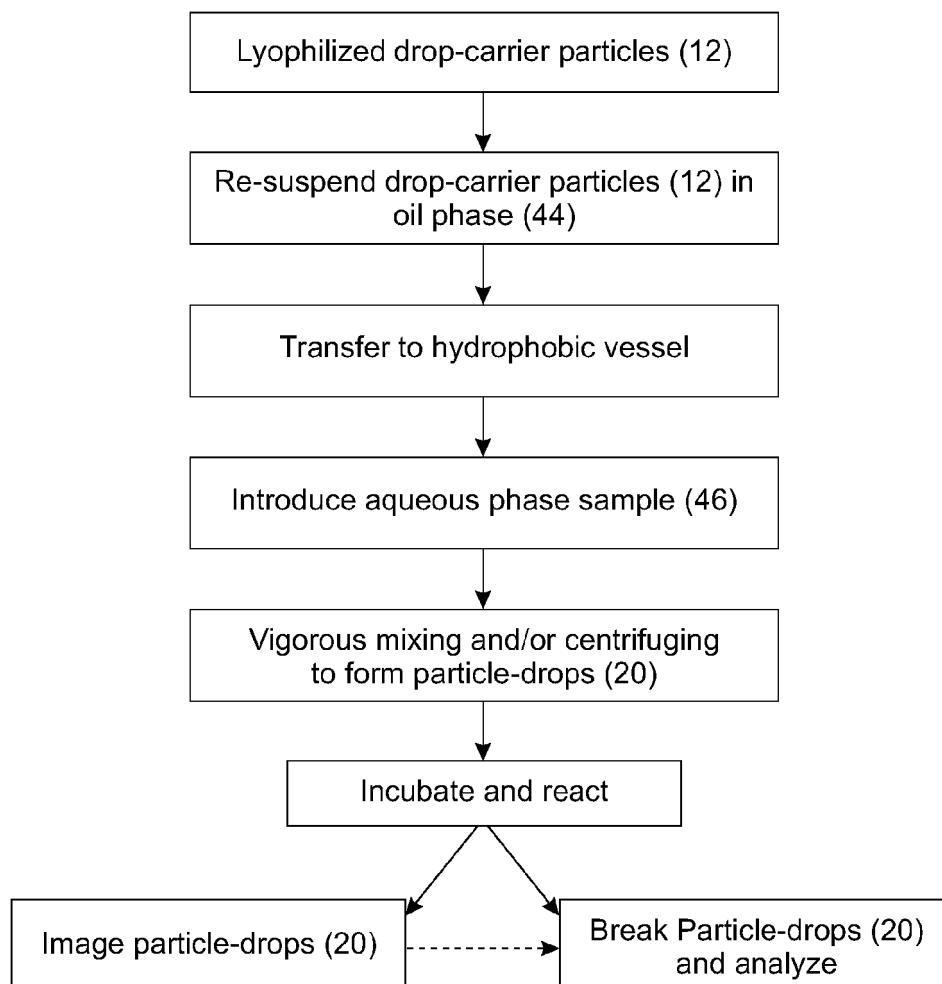 Lyophilized drop-carrier particles (12)
Re-suspend drop-carrier particles (12) in
oil phase (44)
Transfer to hydrophobic vessel
Introduce aqueous phase sample (46)
Vigorous mixing and/or centrifuging
to form particle-drops (20)
Incubate and react
Image particle-drops (20)
Break Particle-drops (20)
and analyze